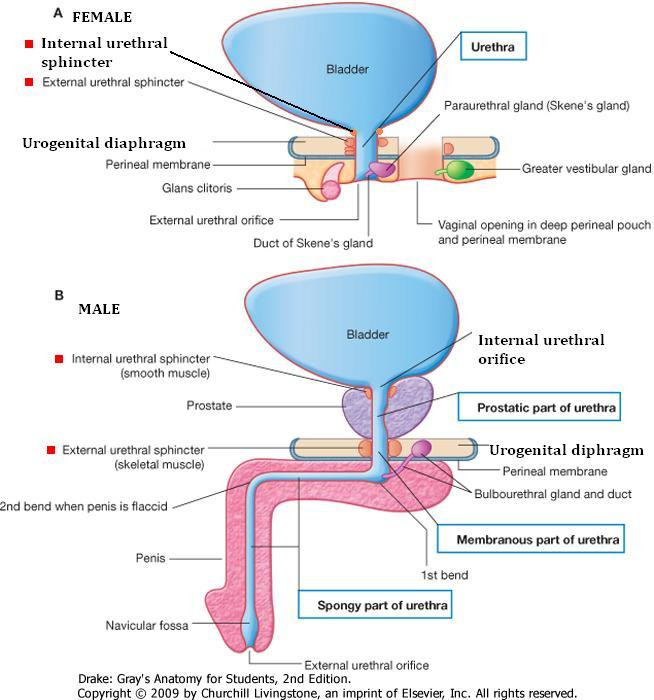 A FEMALE
Internal urethral
sphincter
External urethral sphincter
Urogenital diaphragm
Perineal membrane
Glans clitoris
External urethral orifice
Duct of Skene's gland
Bladder
Urethra
Paraurethral gland (Skene's gland)
Greater vestibular gland
Vaginal opening in deep perineal pouch
and perineal membrane
B
MALE
Bladder
Internal urethral sphincter
(smooth muscle)
Prostate
External urethral sphincter
(skeletal muscle)
2nd bend when penis is flaccid
Penis
Navicular fossa
Internal urethral
orifice
Prostatic part of urethra
Urogenital diphragm
Perineal membrane
Bulbourethral gland and duct
Membranous part of urethra
1st bend
Spongy part of urethra
External urethral orifice
Drake: Gray's Anatomy for Students, 2nd Edition.
Copyright © 2009 by Churchill Livingstone, an imprint of Elsevier, Inc. All rights reserved.